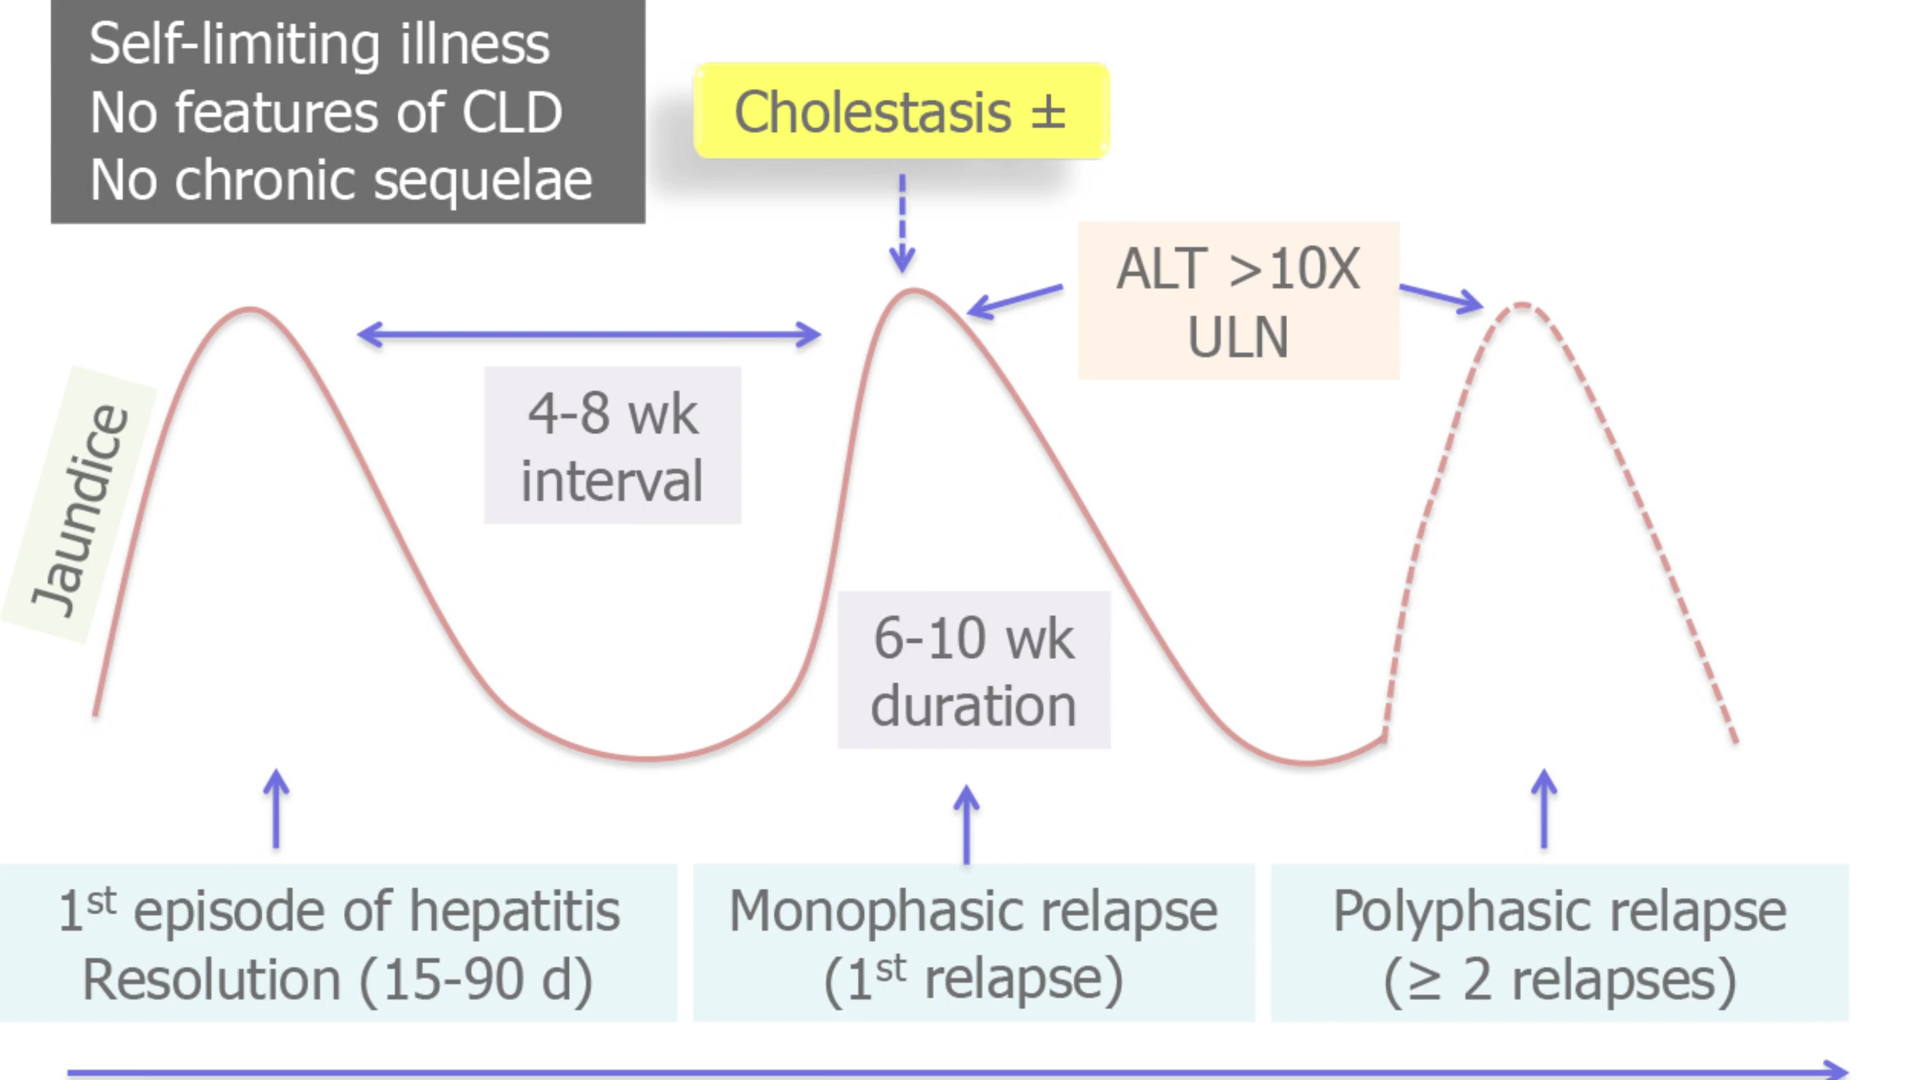 Self-limiting illness
No features of CLD
No chronic sequelae
Cholestasis ±
ALT >10X
ULN
Jaundice
4-8 wk
interval
6-10 wk
duration
1st episode of hepatitis
Resolution (15-90 d)
Monophasic relapse
(1st relapse)
Polyphasic relapse
(≥ 2 relapses)